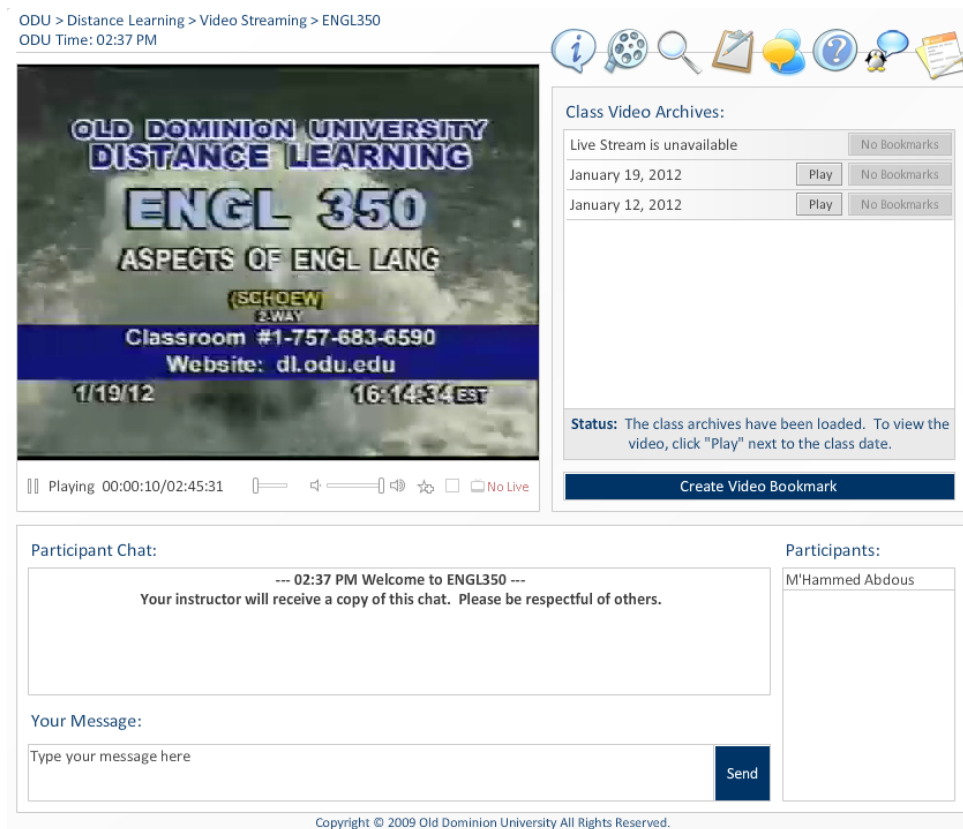 ODU > Distance Learning > Video Streaming > ENGL350
ODU Time: 02:37 PM
OLD DOMINION UNIVERSITY
DISTANCE LEARNING
ENGL 350
ASPECTS OF ENGL LANG
(SCHOEW)
2-WAY
Classroom #1-757-683-6590
Website: dl.odu.edu
1/19/12 16:14:34 EST
Playing 00:00:10/02:45:31 No Live
Class Video Archives:
Live Stream is unavailable No Bookmarks
January 19, 2012 Play No Bookmarks
January 12, 2012 Play No Bookmarks
Status: The class archives have been loaded. To view the
video, click "Play" next to the class date.
Create Video Bookmark
Participant Chat:
--- 02:37 PM Welcome to ENGL350 ---
Your instructor will receive a copy of this chat. Please be respectful of others.
Participants:
M'Hammed Abdous
Your Message:
Type your message here
Send
Copyright © 2009 Old Dominion University All Rights Reserved.